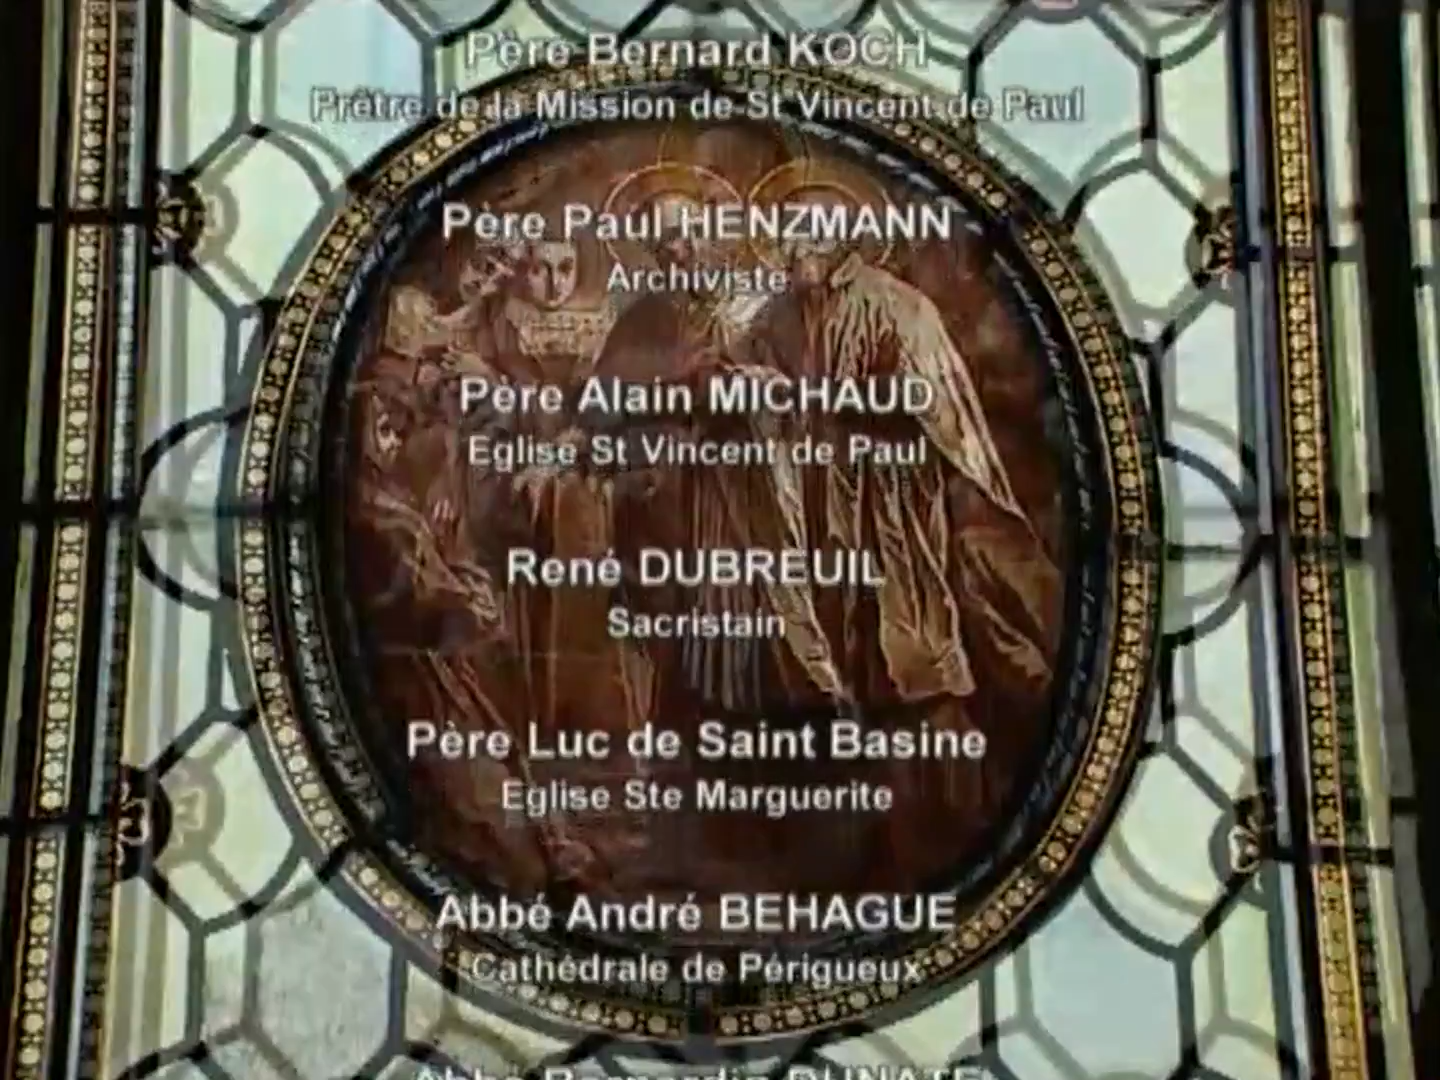 Père Bernard KOCH
Prêtre de la Mission de St Vincent de Paul
Père Paul HENZMANN
Archiviste
Père Alain MICHAUD
Eglise St Vincent de Paul
René DUBREUIL
Sacristain
Père Luc de Saint Basine
Eglise Ste Marguerite
Abbé André BEHAGUE
Cathédrale de Périgueux
Abbé Bernardin